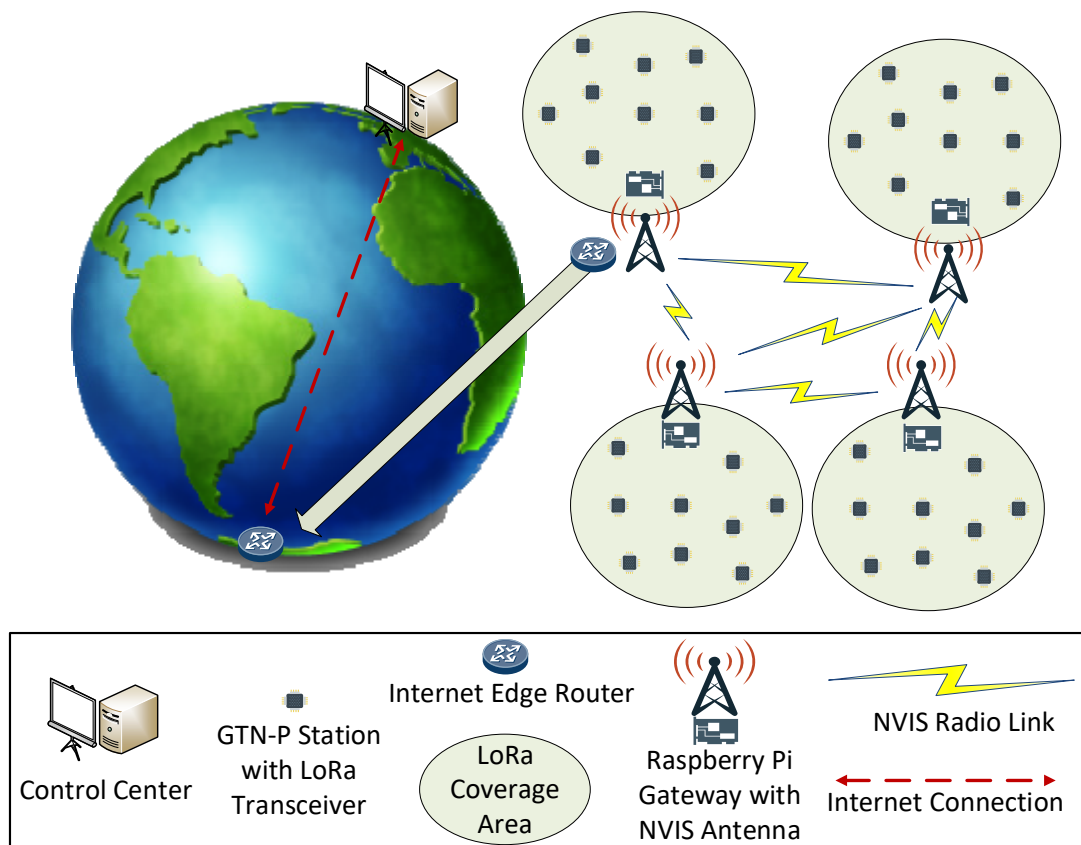 Control Center
GTN-P Station
with LoRa
Transceiver
Internet Edge Router
LoRa
Coverage
Area
Raspberry Pi
Gateway with
NVIS Antenna
NVIS Radio Link
Internet Connection